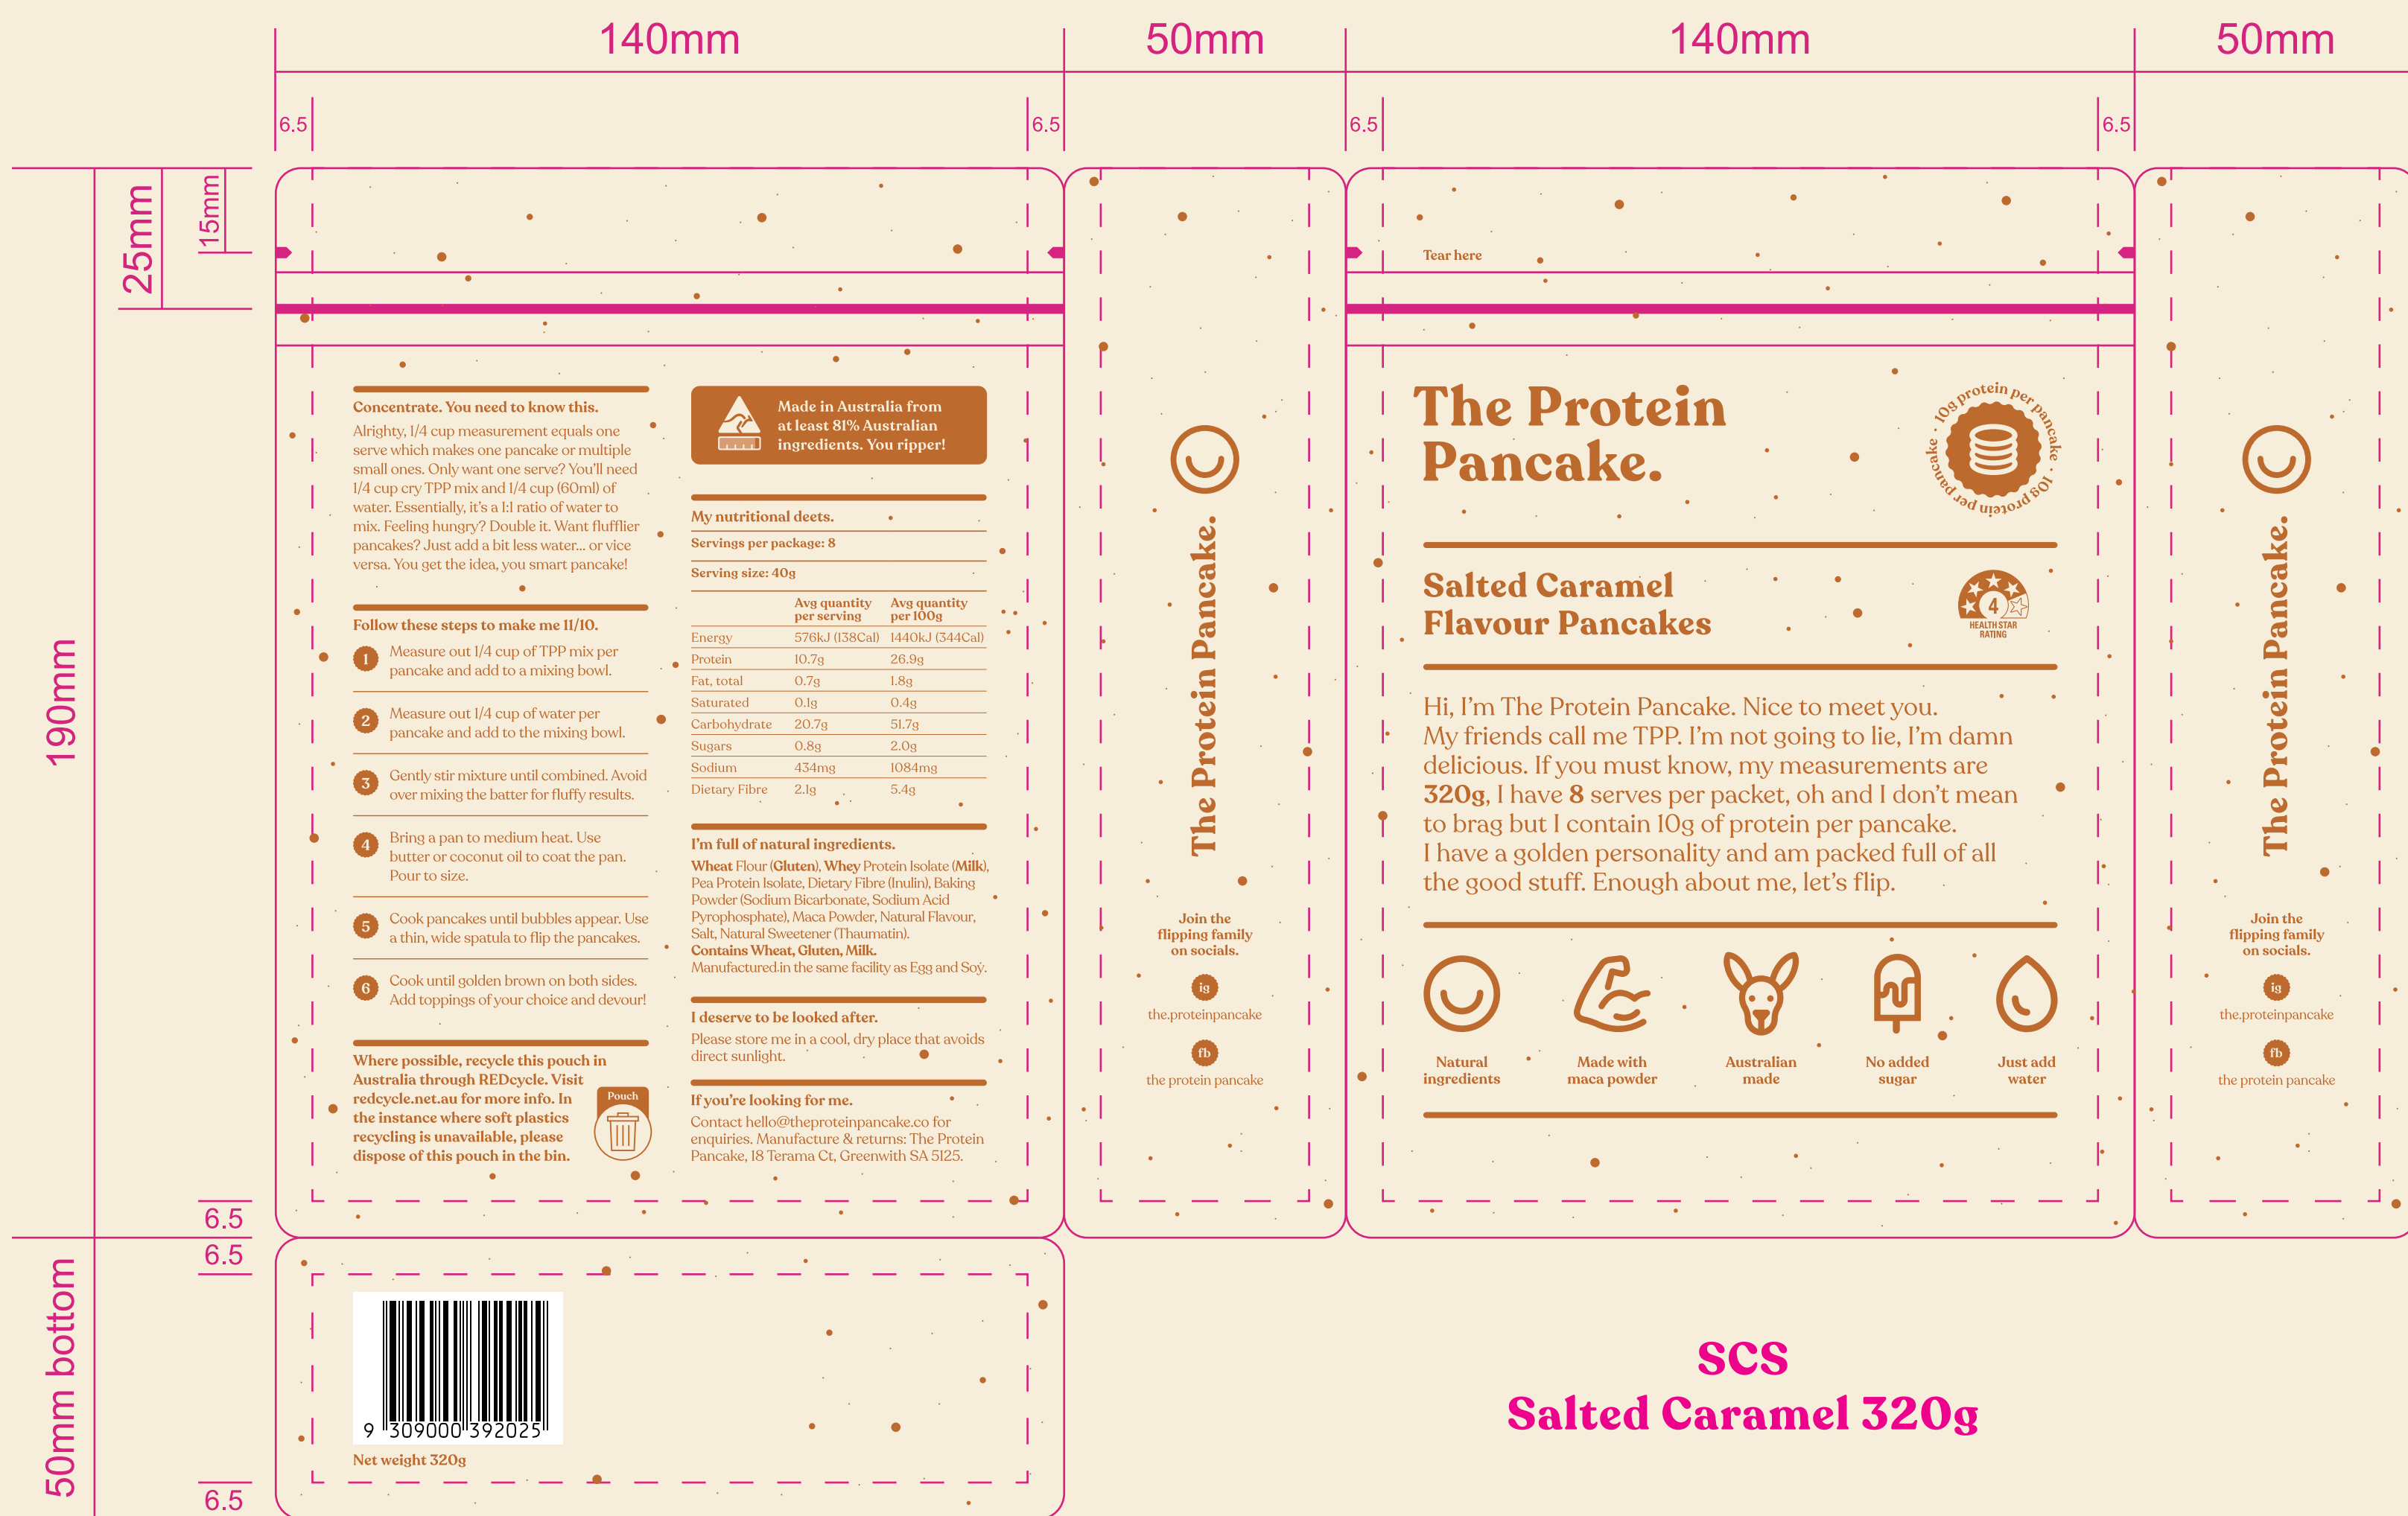 140mm
50mm
140mm
50mm
6.5
6.5
6.5
6.5
25mm
15mm
190mm
6.5
6.5
50mm bottom
6.5
Concentrate. You need to know this.
Alrighty, 1/4 cup measurement equals one
serve which makes one pancake or multiple
small ones. Only want one serve? You'll need
1/4 cup cry TPP mix and 1/4 cup (60ml) of
water. Essentially, it's a 1:1 ratio of water to
mix. Feeling hungry? Double it. Want flufflier
pancakes? Just add a bit less water... or vice
versa. You get the idea, you smart pancake!
Follow these steps to make me 11/10.
1 Measure out 1/4 cup of TPP mix per
pancake and add to a mixing bowl.
2 Measure out 1/4 cup of water per
pancake and add to the mixing bowl.
3 Gently stir mixture until combined. Avoid
over mixing the batter for fluffy results.
4 Bring a pan to medium heat. Use
butter or coconut oil to coat the pan.
Pour to size.
5 Cook pancakes until bubbles appear. Use
a thin, wide spatula to flip the pancakes.
6 Cook until golden brown on both sides.
Add toppings of your choice and devour!
Where possible, recycle this pouch in
Australia through REDcycle. Visit
redcycle.net.au for more info. In
the instance where soft plastics
recycling is unavailable, please
dispose of this pouch in the bin.
Pouch
Made in Australia from
at least 81% Australian
ingredients. You ripper!
My nutritional deets.
Servings per package: 8
Serving size: 40g
Avg quantity Avg quantity
per serving per 100g
Energy 576kJ (138Cal) 1440kJ (344Cal)
Protein 10.7g 26.9g
Fat, total 0.7g 1.8g
Saturated 0.1g 0.4g
Carbohydrate 20.7g 51.7g
Sugars 0.8g 2.0g
Sodium 434mg 1084mg
Dietary Fibre 2.1g 5.4g
I'm full of natural ingredients.
Wheat Flour (Gluten), Whey Protein Isolate (Milk),
Pea Protein Isolate, Dietary Fibre (Inulin), Baking
Powder (Sodium Bicarbonate, Sodium Acid
Pyrophosphate), Maca Powder, Natural Flavour,
Salt, Natural Sweetener (Thaumatin).
Contains Wheat, Gluten, Milk.
Manufactured in the same facility as Egg and Soy.
I deserve to be looked after.
Please store me in a cool, dry place that avoids
direct sunlight.
If you're looking for me.
Contact hello@theproteinpancake.co for
enquiries. Manufacture & returns: The Protein
Pancake, 18 Terama Ct, Greenwith SA 5125.
The Protein Pancake.
Join the
flipping family
on socials.
ig
the.proteinpancake
fb
the protein pancake
Tear here
The Protein
Pancake.
10g protein per pancake · 10g protein per pancake ·
Salted Caramel
Flavour Pancakes
4
HEALTH STAR
RATING
Hi, I'm The Protein Pancake. Nice to meet you.
My friends call me TPP. I'm not going to lie, I'm damn
delicious. If you must know, my measurements are
320g, I have 8 serves per packet, oh and I don't mean
to brag but I contain 10g of protein per pancake.
I have a golden personality and am packed full of all
the good stuff. Enough about me, let's flip.
Natural
ingredients
Made with
maca powder
Australian
made
No added
sugar
Just add
water
The Protein Pancake.
Join the
flipping family
on socials.
ig
the.proteinpancake
fb
the protein pancake
9 309000 392025
Net weight 320g
SCS
Salted Caramel 320g